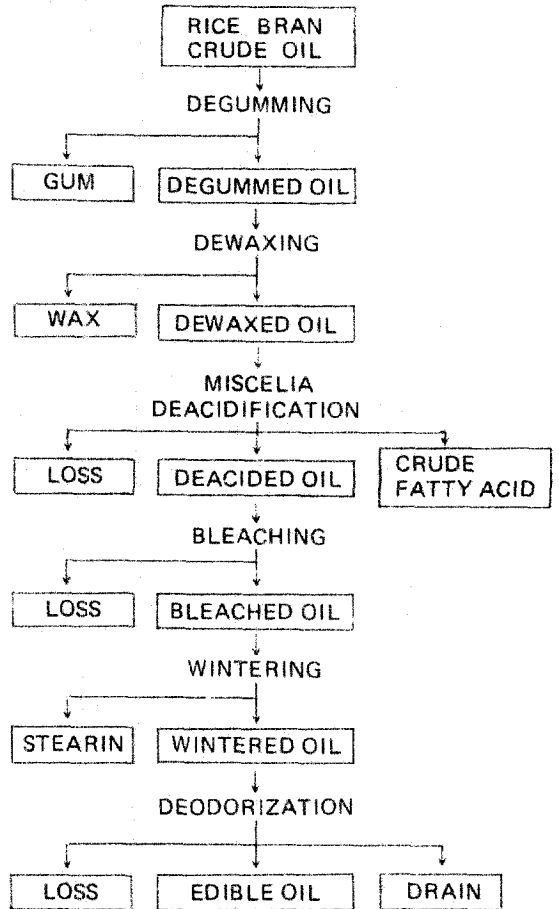 RICE BRAN
CRUDE OIL
DEGUMMING
GUM
DEGUMMED OIL
DEWAXING
WAX
DEWAXED OIL
MISCELIA
DEACIDIFICATION
LOSS
DEACIDED OIL
CRUDE
FATTY ACID
BLEACHING
LOSS
BLEACHED OIL
WINTERING
STEARIN
WINTERED OIL
DEODORIZATION
LOSS
EDIBLE OIL
DRAIN